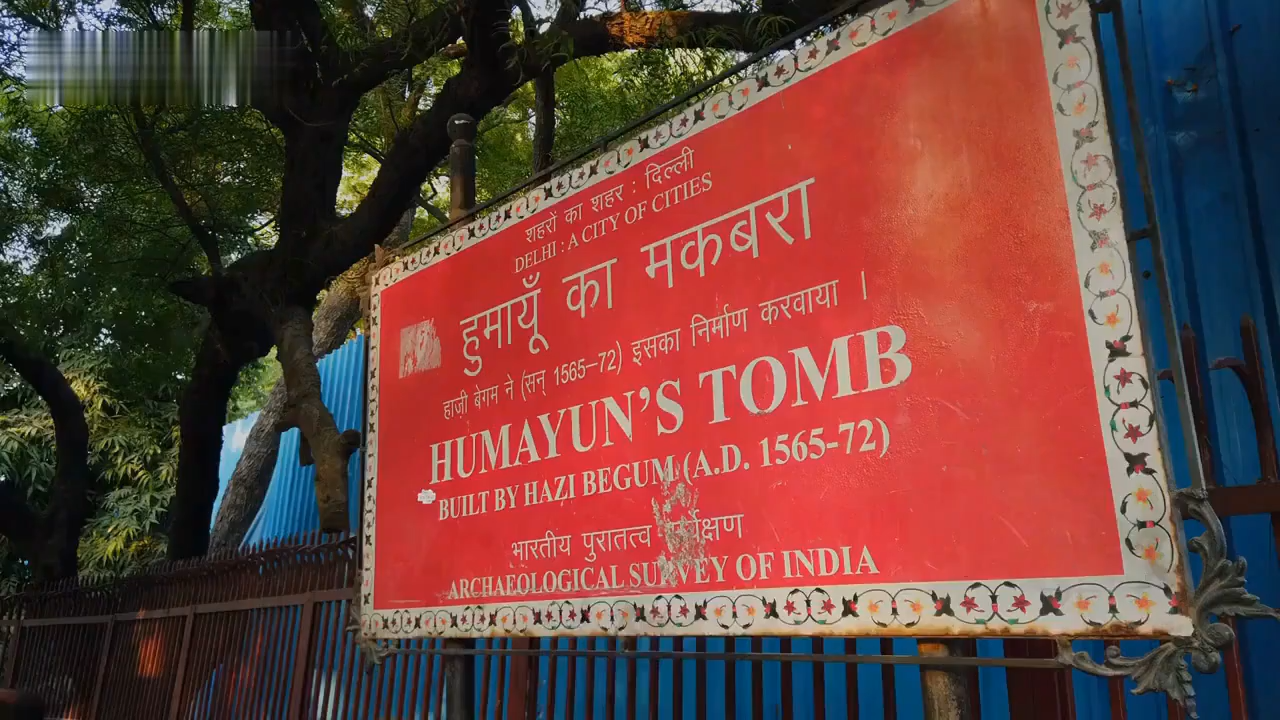 शहरों का शहर : दिल्ली
DELHI : A CITY OF CITIES
हुमायूँ का मकबरा
हाज़ी बेगम ने (सन् 1565-72) इसका निर्माण करवाया ।
HUMAYUN'S TOMB
BUILT BY HAZI BEGUM (A.D. 1565-72)
भारतीय पुरातत्व
ARCHAEOLOGICAL SURVEY OF INDIA